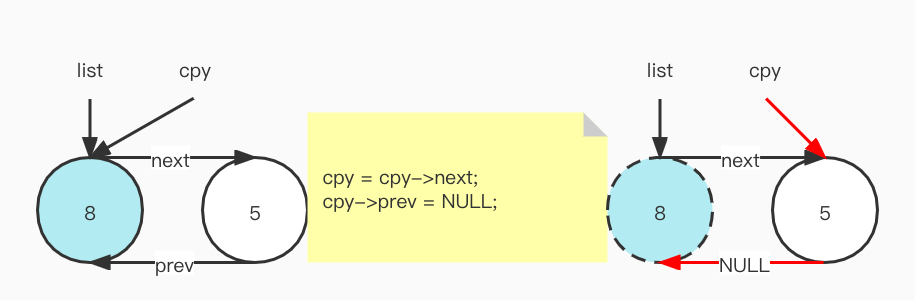 list
cpy
next
8
5
prev
cpy = cpy->next;
cpy->prev = NULL;
list
cpy
next
8
5
NULL